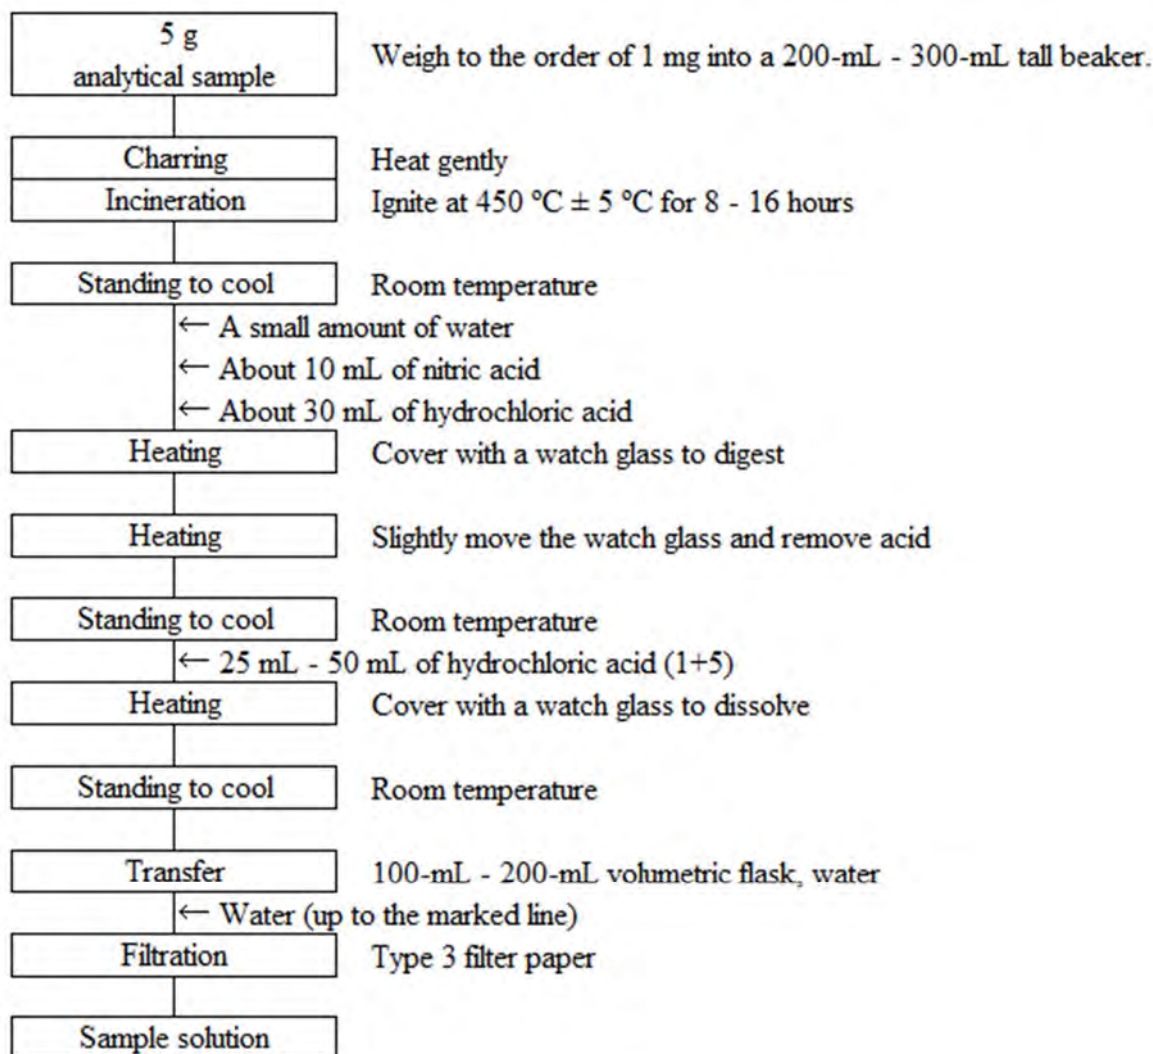 5 g
analytical sample
Weigh to the order of 1 mg into a 200-mL - 300-mL tall beaker.
Charring
Heat gently
Incineration
Ignite at 450 ºC ± 5 ºC for 8 - 16 hours
Standing to cool
Room temperature
← A small amount of water
← About 10 mL of nitric acid
← About 30 mL of hydrochloric acid
Heating
Cover with a watch glass to digest
Heating
Slightly move the watch glass and remove acid
Standing to cool
Room temperature
← 25 mL - 50 mL of hydrochloric acid (1+5)
Heating
Cover with a watch glass to dissolve
Standing to cool
Room temperature
Transfer
100-mL - 200-mL volumetric flask, water
← Water (up to the marked line)
Filtration
Type 3 filter paper
Sample solution